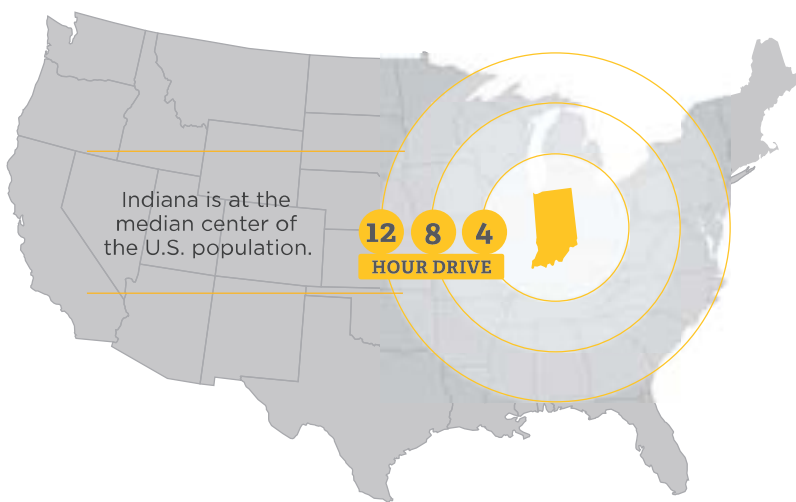 Indiana is at the
median center of
the U.S. population.
12 8 4
HOUR DRIVE